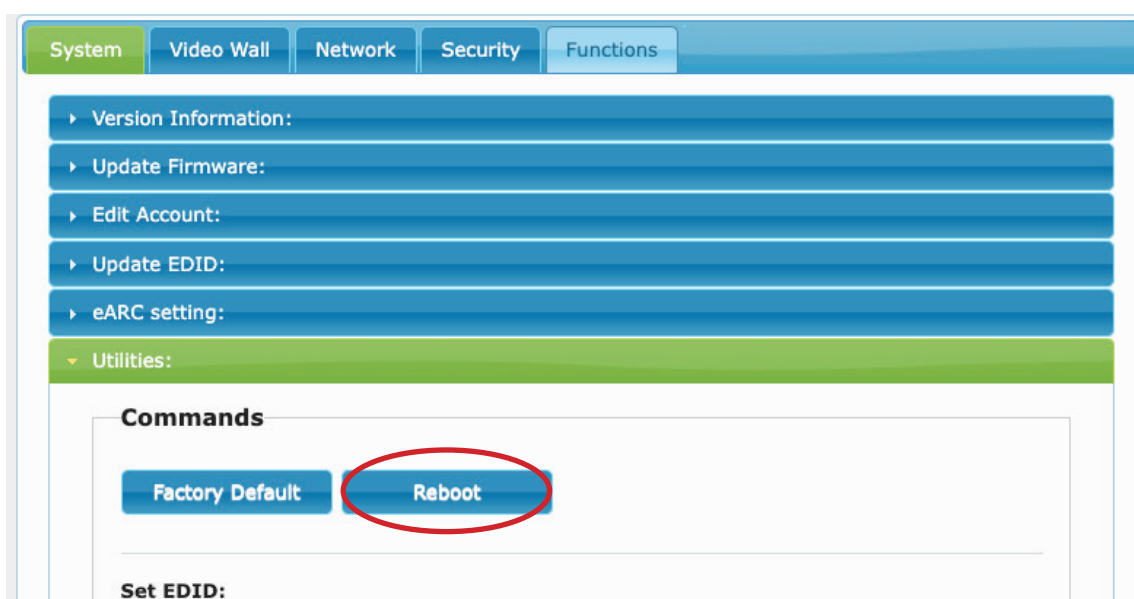 System Video Wall Network Security Functions
Version Information:
Update Firmware:
Edit Account:
Update EDID:
eARC setting:
Utilities:
Commands
Factory Default Reboot
Set EDID: